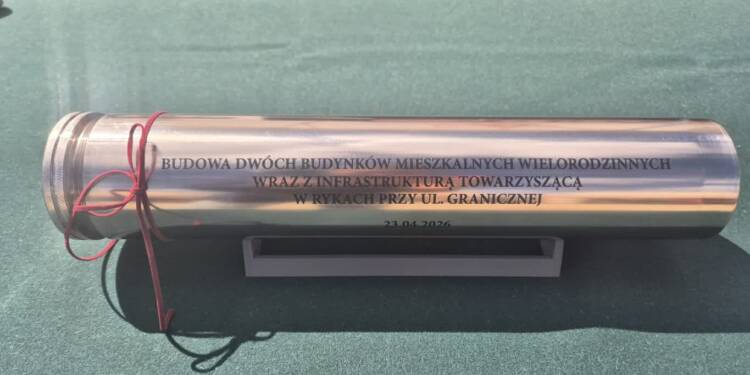 BUDOWA DWÓCH BUDYNKÓW MIESZKALNYCH WIELORODZINNYCH
WRAZ Z INFRASTRUKTURĄ TOWARZYSZĄCĄ
W RYKACH PRZY UL. GRANICZNEJ
23.04.2026